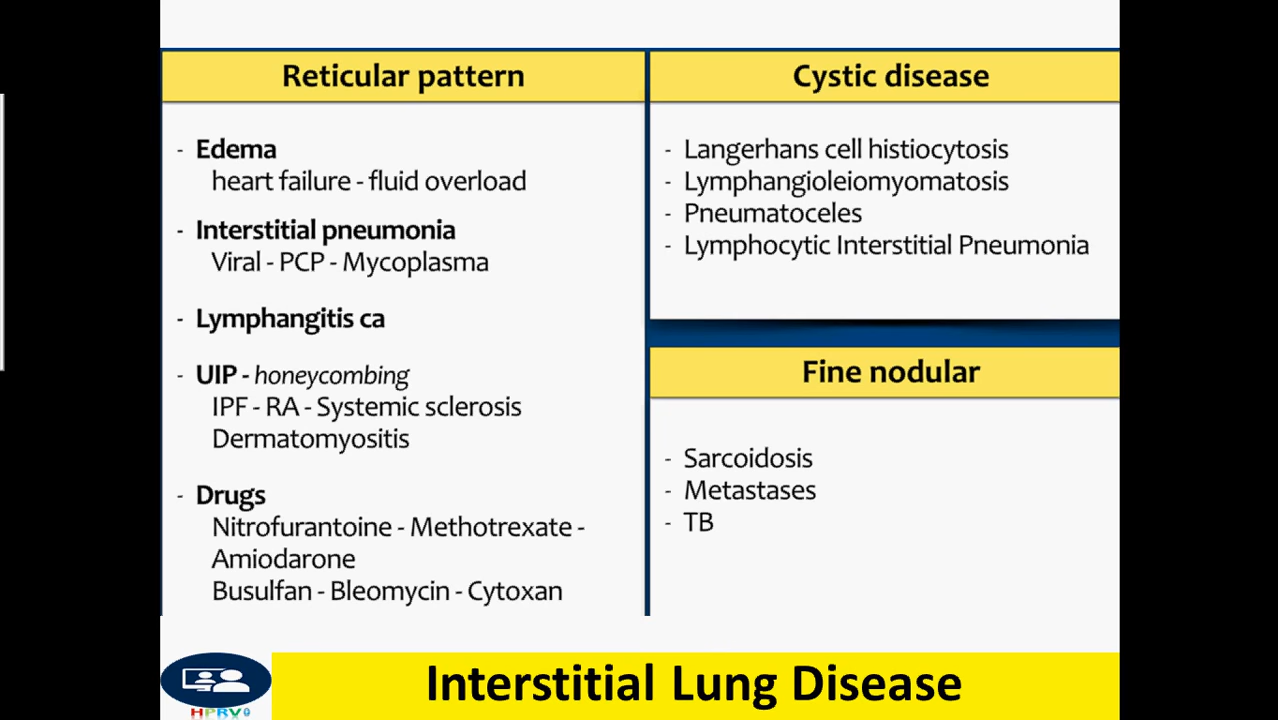 Reticular pattern
- Edema
heart failure - fluid overload
- Interstitial pneumonia
Viral - PCP - Mycoplasma
- Lymphangitis ca
- UIP - honeycombing
IPF - RA - Systemic sclerosis
Dermatomyositis
- Drugs
Nitrofurantoine - Methotrexate -
Amiodarone
Busulfan - Bleomycin - Cytoxan
Cystic disease
- Langerhans cell histiocytosis
- Lymphangioleiomyomatosis
- Pneumatoceles
- Lymphocytic Interstitial Pneumonia
Fine nodular
- Sarcoidosis
- Metastases
- TB
HPRV
Interstitial Lung Disease